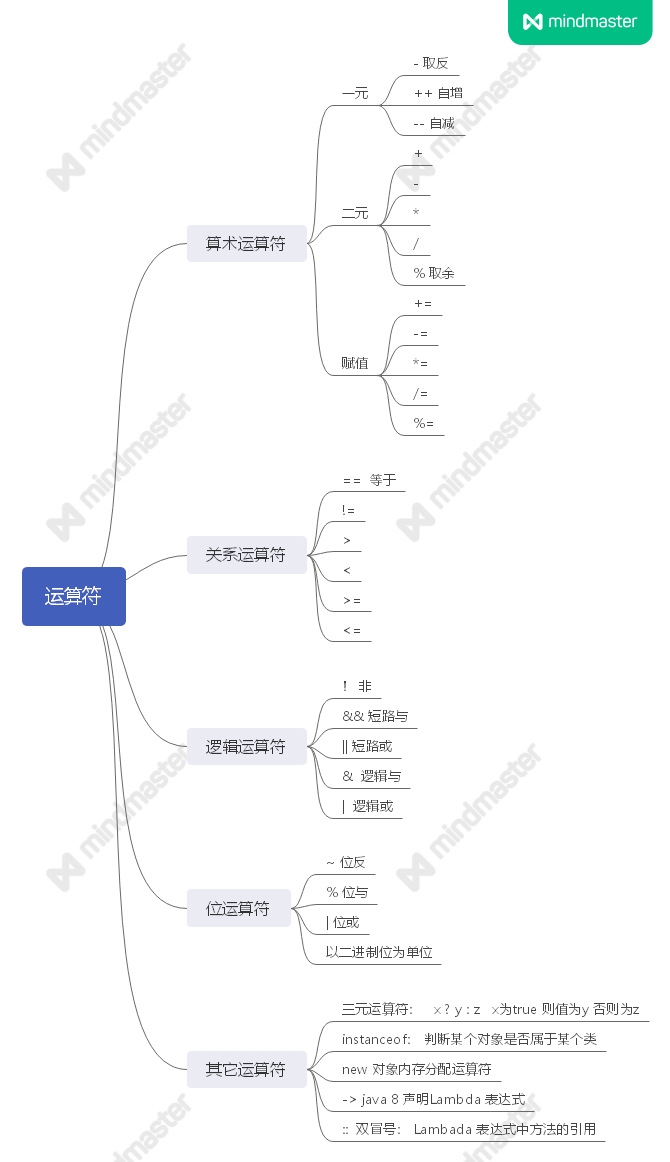 mindmaster
运算符
算术运算符
一元
- 取反
++ 自增
-- 自减
二元
+
-
*
/
% 取余
赋值
+=
-=
*=
/=
%=
关系运算符
== 等于
!=
>
<
>=
<=
逻辑运算符
! 非
&& 短路与
|| 短路或
& 逻辑与
| 逻辑或
位运算符
~ 位反
% 位与
| 位或
以二进制位为单位
其它运算符
三元运算符： x ? y : z x为true 则值为y 否则为z
instanceof: 判断某个对象是否属于某个类
new 对象内存分配运算符
-> java 8 声明Lambda 表达式
:: 双冒号： Lambada 表达式中方法的引用
mindmaster
mindmaster
mindmaster
mindmaster
mindmaster
mindmaster
mindmaster
mindmaster